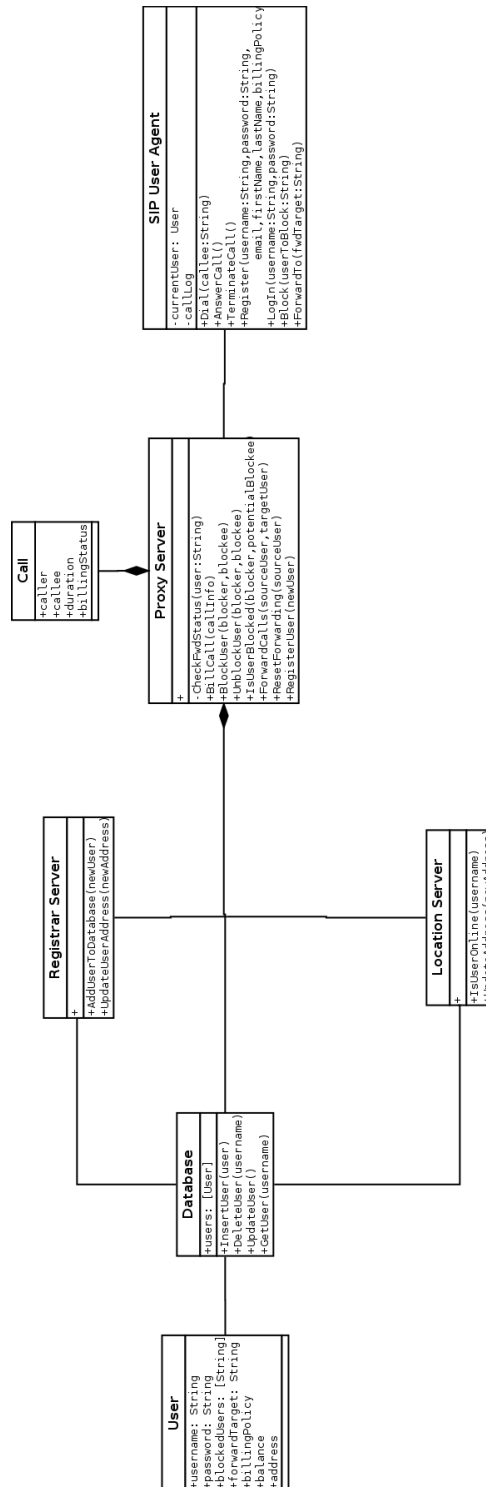 SIP User Agent
-currentUser: User
-callLog
+Dial(callee:String)
+AnswerCall()
+TerminateCall()
+Register(username:String,password:String,
email,firstName,lastName,billingPolicy
+LogIn(username:String,password:String)
+Block(userToBlock:String)
+ForwardTo(fwdTarget:String)
Call
+caller
+callee
+duration
+billingStatus
Proxy Server
+
-CheckFwdStatus(user:String)
+BillCall(callInfo)
+BlockUser(blocker,blockee)
+UnblockUser(blocker,blockee)
+IsUserBlocked(blocker,potentialBlockee)
+ForwardCalls(sourceUser,targetUser)
+ResetForwarding(sourceUser)
+RegisterUser(newUser)
Registrar Server
+
+AddUserToDatabase(newUser)
+UpdateUserAddress(newAddress)
Location Server
+
+IsUserOnline(username)
Database
+users: [User]
+InsertUser(user)
+DeleteUser(username)
+UpdateUser()
+GetUser(username)
User
+username: String
+password: String
+blockedUsers: [String]
+forwardTarget: String
+billingPolicy
+balance
+address